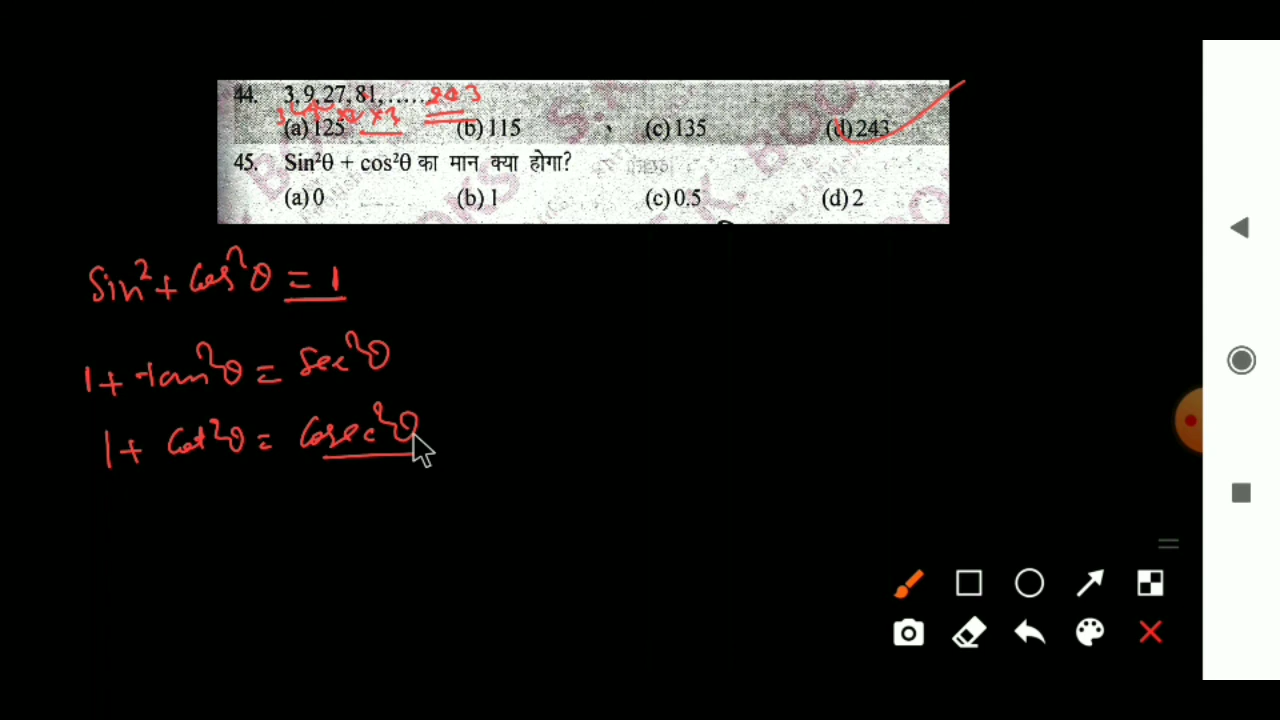 44. 3, 9, 27, 81, ...... 243
(a) 125 (b) 115 (c) 135 (d) 243
45. Sin²θ + cos²θ का मान क्या होगा?
(a) 0 (b) 1 (c) 0.5 (d) 2
Sin² + Cos²θ = 1
1 + tan²θ = Sec²θ
1 + Cot²θ = Cosec²θ